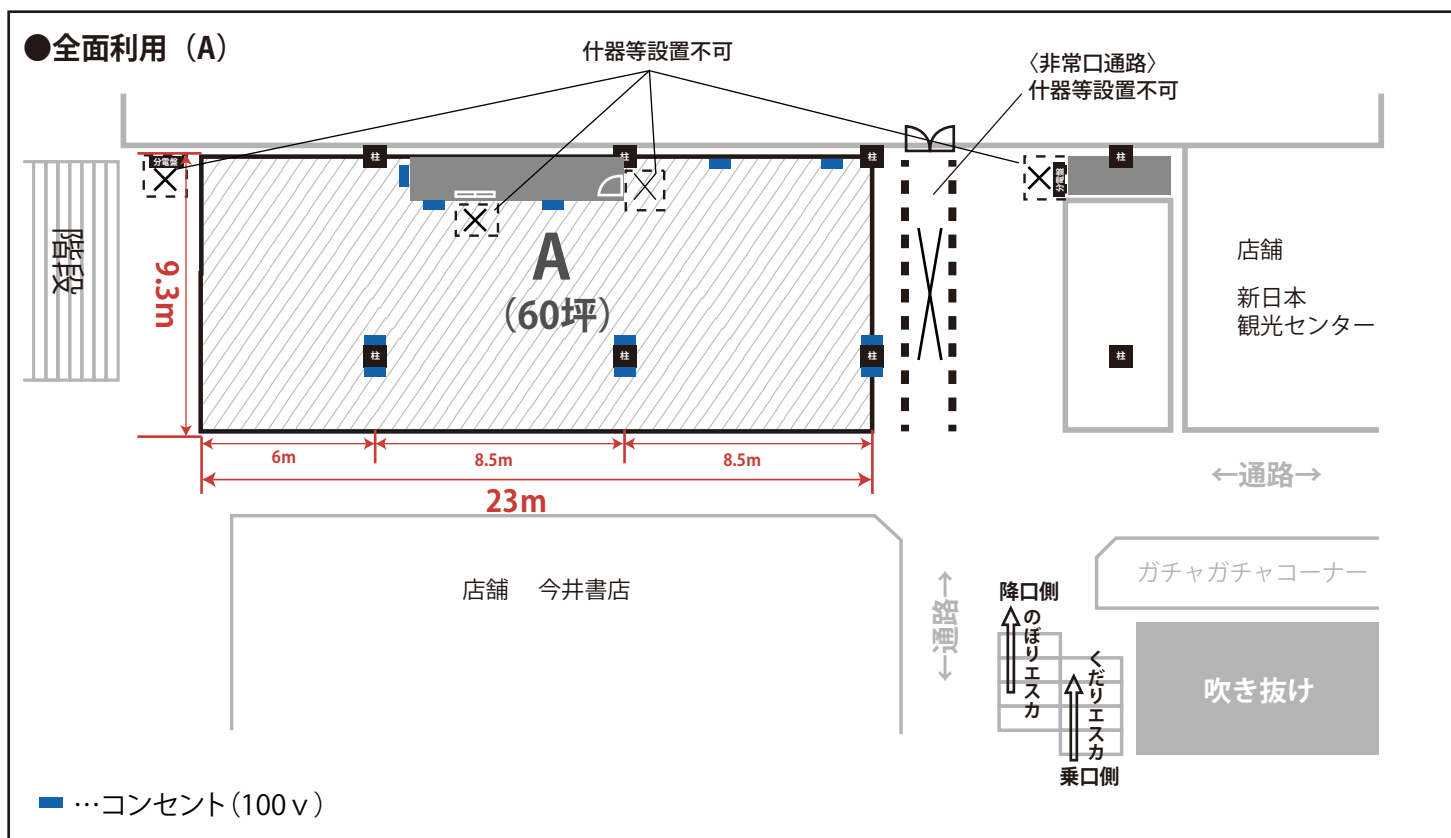 ●全面利用（A）
什器等設置不可
〈非常口通路〉
什器等設置不可
分電盤
柱
柱
柱
分電盤
柱
階段
9.3m
A
（60坪）
店舗
新日本
観光センター
柱
柱
柱
柱
6m
8.5m
8.5m
23m
←通路→
店舗　今井書店
←通路→
ガチャガチャコーナー
降口側
のぼりエスカ
くだりエスカ
吹き抜け
乗口側
…コンセント（100ｖ）